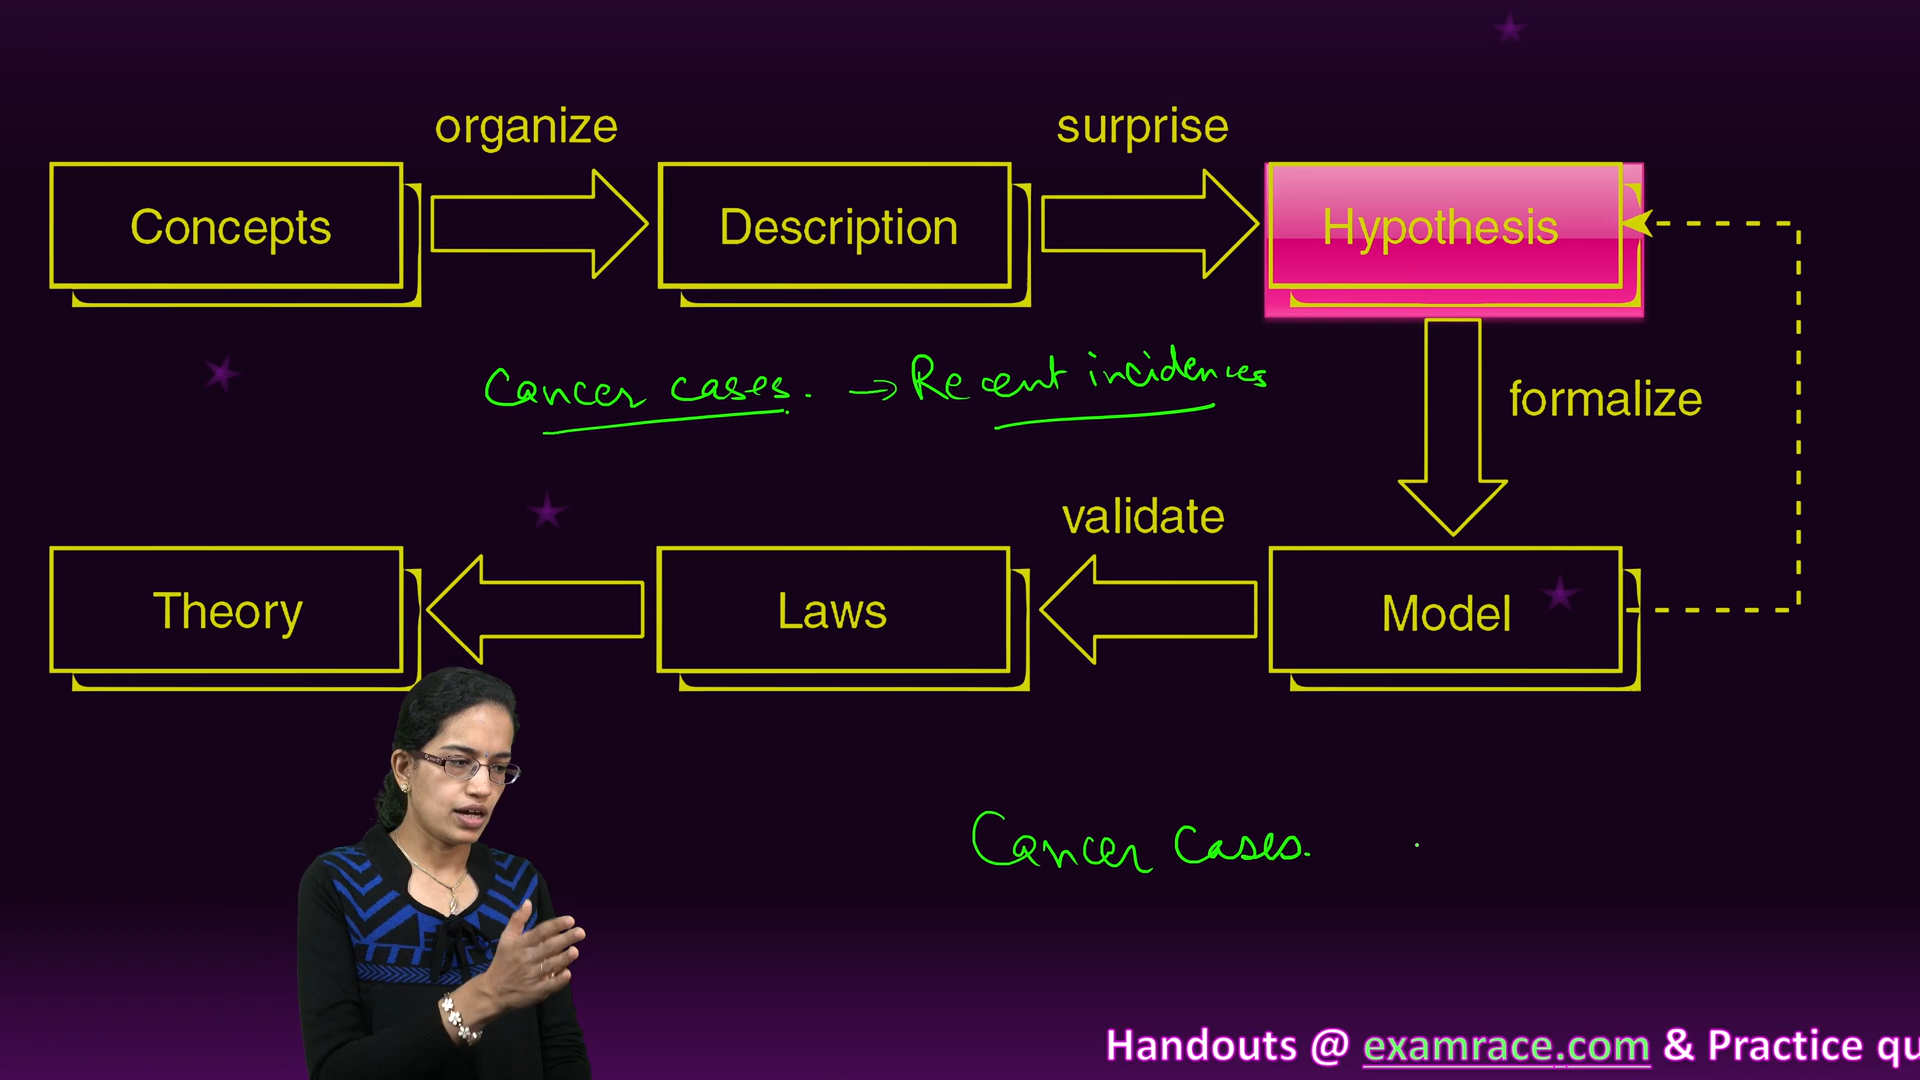 organize
surprise
Concepts
Description
Hypothesis
Cancer cases. → Recent incidences
formalize
validate
Theory
Laws
Model
Cancer Cases.
Handouts @ examrace.com & Practice qu